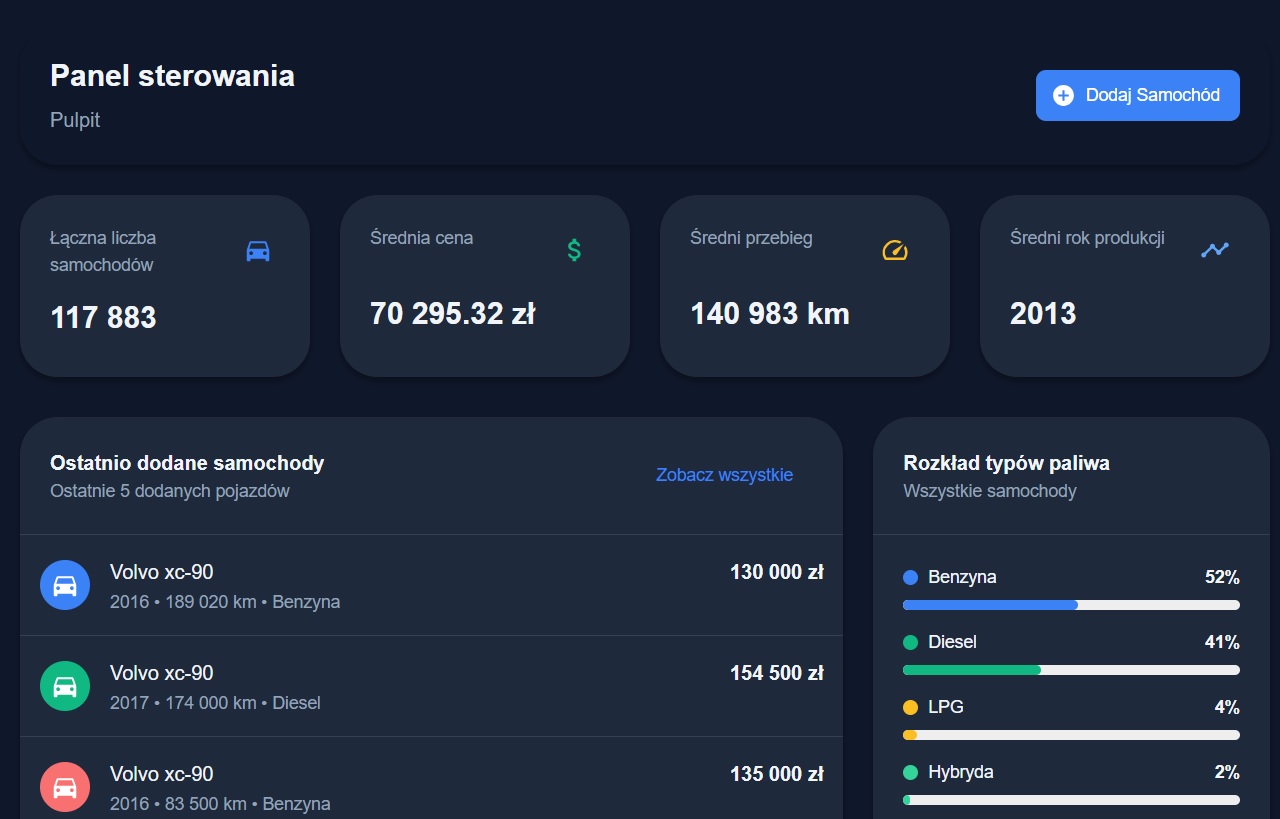 Panel sterowania
Pulpit
Dodaj Samochód
Łączna liczba
samochodów
117 883
Średnia cena
70 295.32 zł
Średni przebieg
140 983 km
Średni rok produkcji
2013
Ostatnio dodane samochody
Ostatnie 5 dodanych pojazdów
Zobacz wszystkie
Volvo xc-90
2016 • 189 020 km • Benzyna
130 000 zł
Volvo xc-90
2017 • 174 000 km • Diesel
154 500 zł
Volvo xc-90
2016 • 83 500 km • Benzyna
135 000 zł
Rozkład typów paliwa
Wszystkie samochody
Benzyna 52%
Diesel 41%
LPG 4%
Hybryda 2%